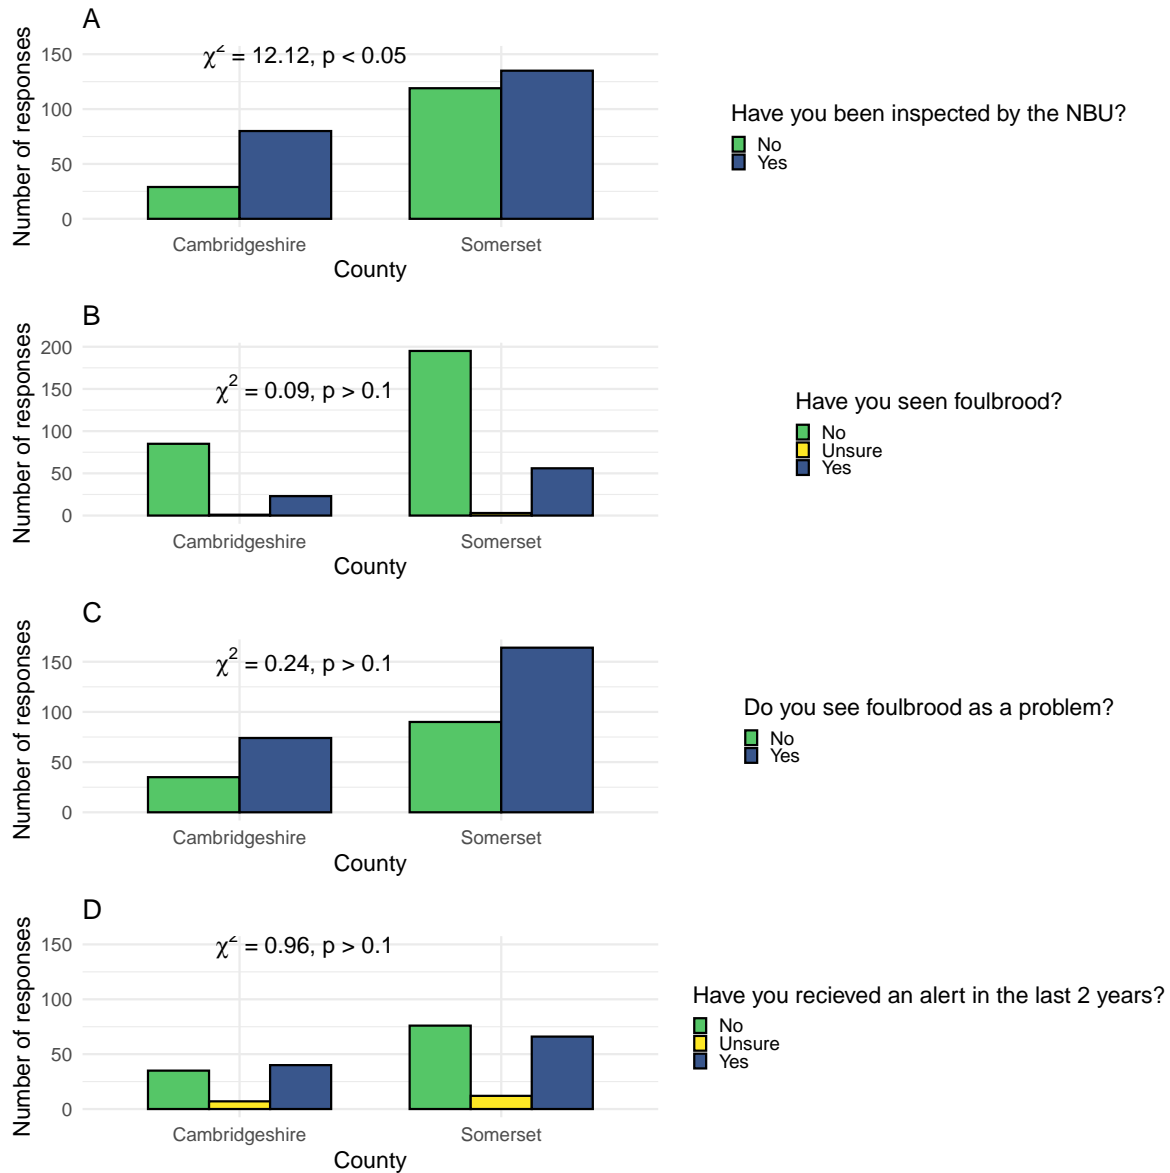 A
χ² = 12.12, p < 0.05
Number of responses
150
100
50
0
Cambridgeshire
Somerset
County
Have you been inspected by the NBU?
No
Yes
B
χ² = 0.09, p > 0.1
Number of responses
200
150
100
50
0
Cambridgeshire
Somerset
County
Have you seen foulbrood?
No
Unsure
Yes
C
χ² = 0.24, p > 0.1
Number of responses
150
100
50
0
Cambridgeshire
Somerset
County
Do you see foulbrood as a problem?
No
Yes
D
χ² = 0.96, p > 0.1
Number of responses
150
100
50
0
Cambridgeshire
Somerset
County
Have you recieved an alert in the last 2 years?
No
Unsure
Yes